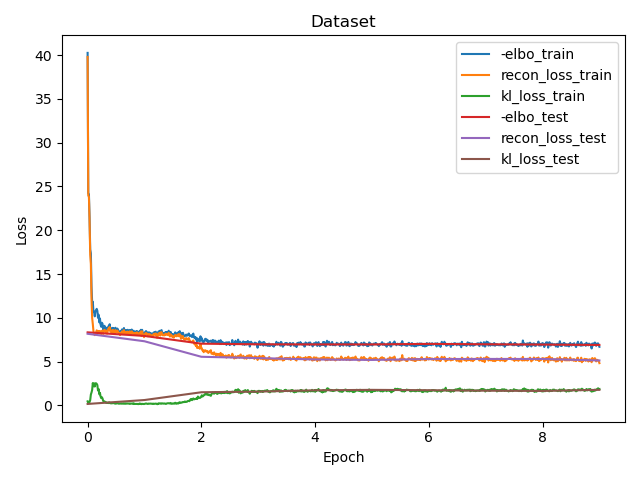 Dataset
40
35
30
25
20
15
10
5
0
Loss
-elbo_train
recon_loss_train
kl_loss_train
-elbo_test
recon_loss_test
kl_loss_test
0 2 4 6 8
Epoch